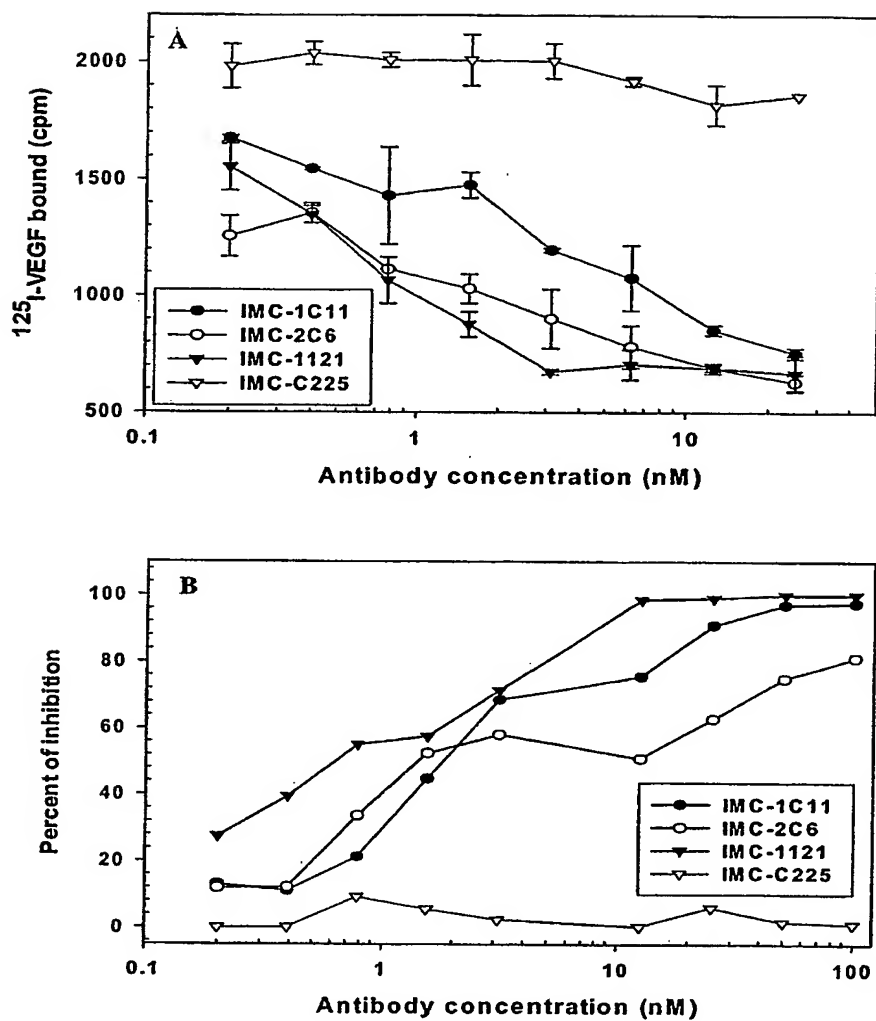 A
2000
1500
1000
500
125I-VEGF bound (cpm)
IMC-1C11
IMC-2C6
IMC-1121
IMC-C225
0.1 1 10
Antibody concentration (nM)
B
100
80
60
40
20
0
Percent of inhibition
IMC-1C11
IMC-2C6
IMC-1121
IMC-C225
0.1 1 10 100
Antibody concentration (nM)